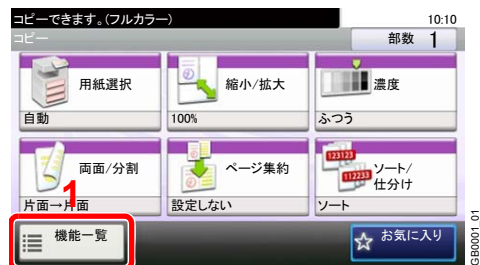 コピーできます。(フルカラー)
10:10
コピー
部数 1
用紙選択
自動
縮小/拡大
100%
濃度
ふつう
両面/分割
片面→片面
1
ページ集約
設定しない
123123
112233
ソート/
仕分け
ソート
機能一覧
お気に入り
GB0001_01